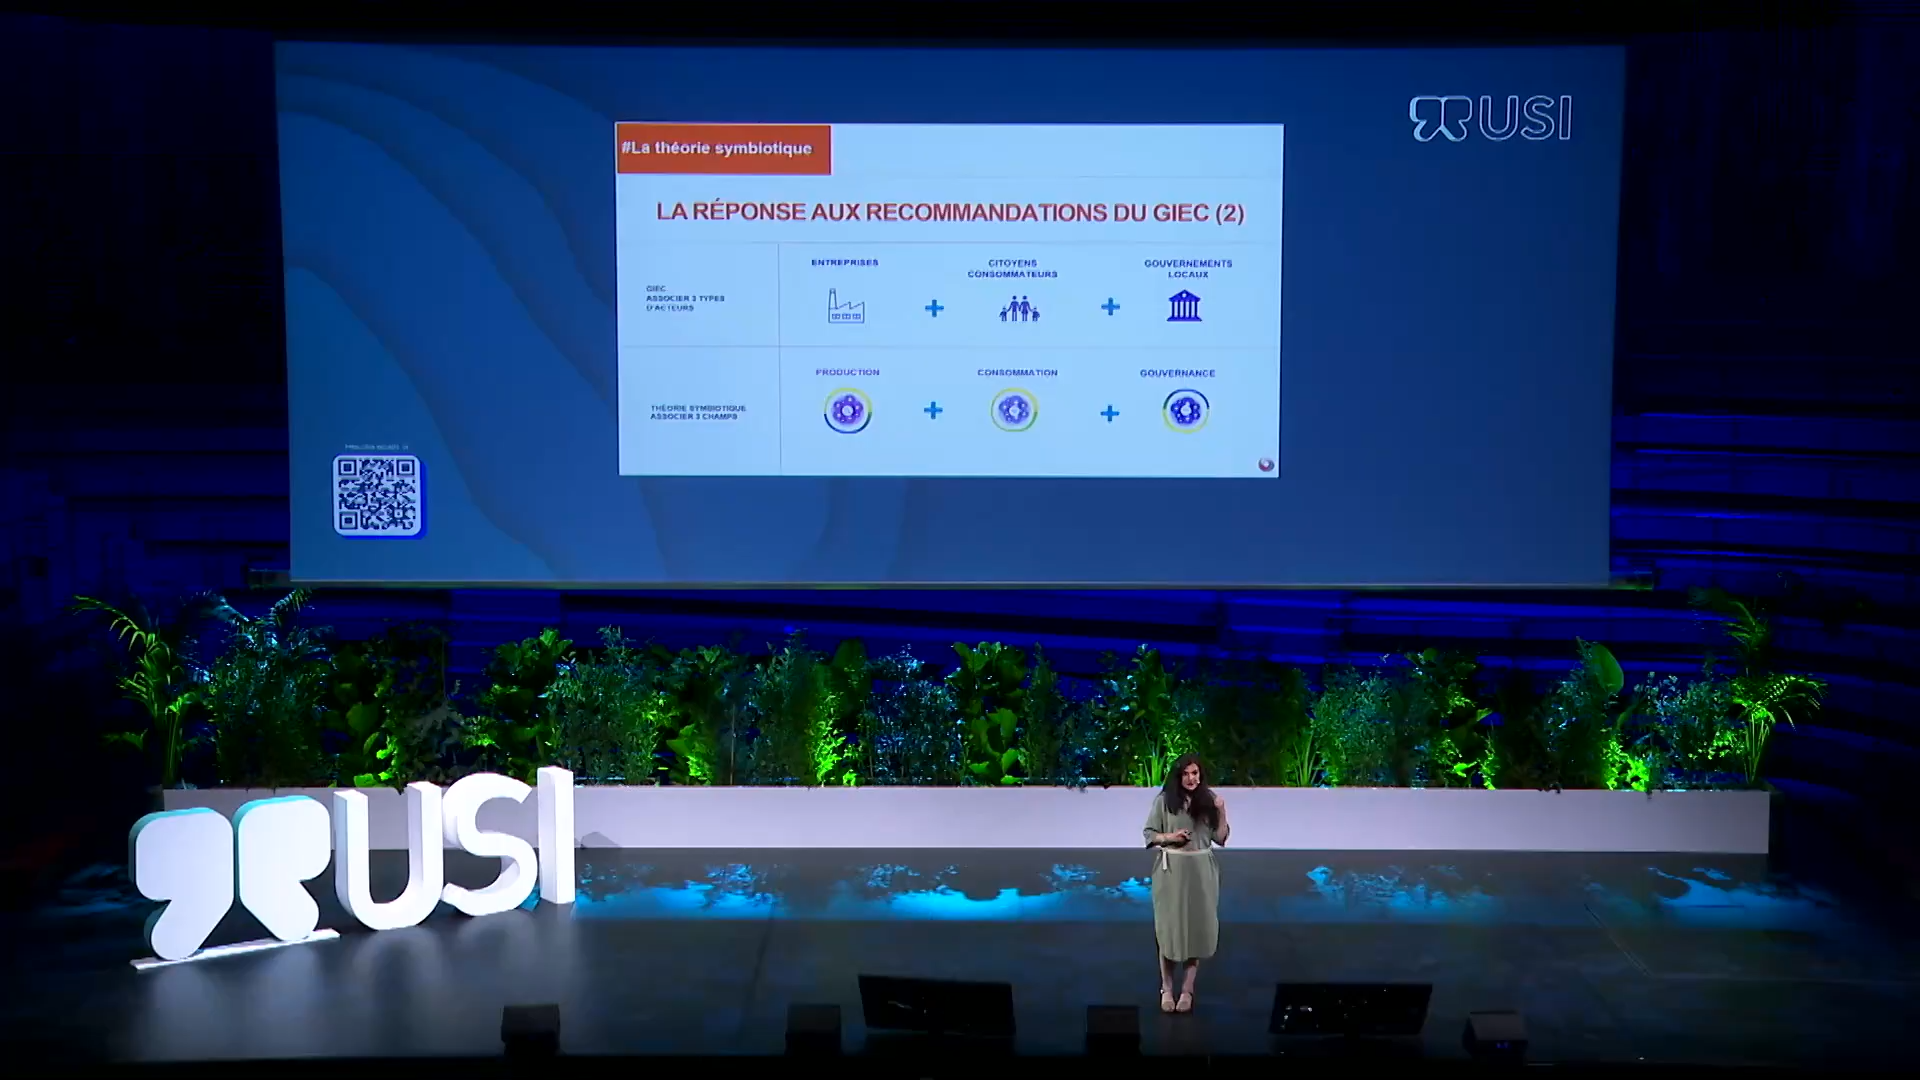 USI
#La théorie symbiotique
LA RÉPONSE AUX RECOMMANDATIONS DU GIEC (2)
ENTREPRISES
CITOYENS
CONSOMMATEURS
GOUVERNEMENTS
LOCAUX
GIEC
ASSOCIER 3 TYPES
D'ACTEURS
PRODUCTION
CONSOMMATION
GOUVERNANCE
THÉORIE SYMBIOTIQUE
ASSOCIER 3 CHAMPS
USI